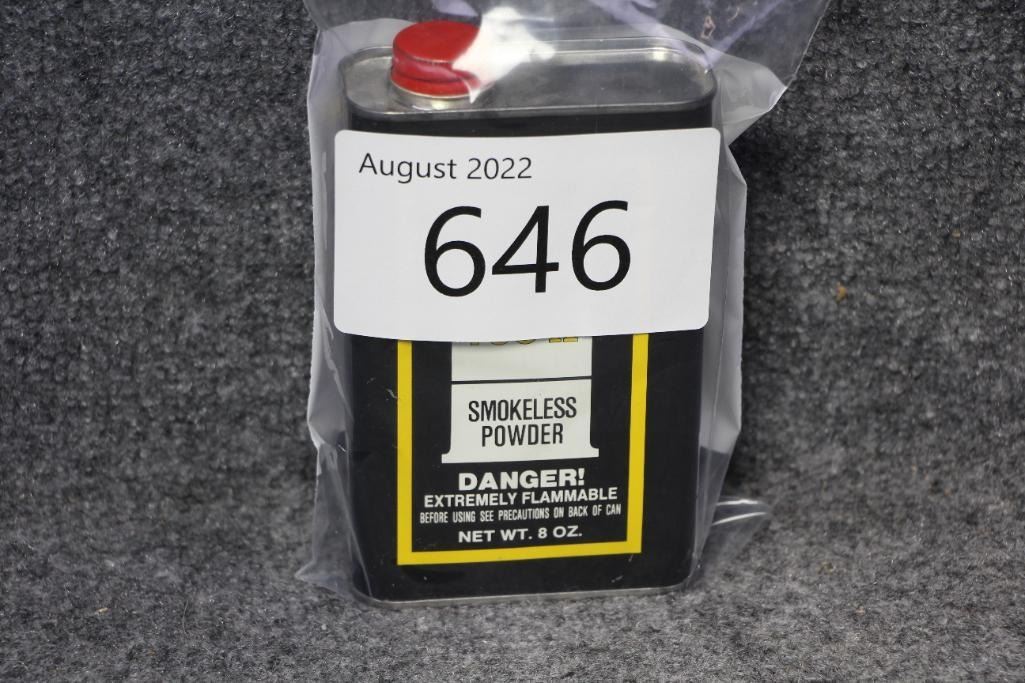 August 2022
646
SMOKELESS
POWDER
DANGER!
EXTREMELY FLAMMABLE
BEFORE USING SEE PRECAUTIONS ON BACK OF CAN
NET WT. 8 OZ.